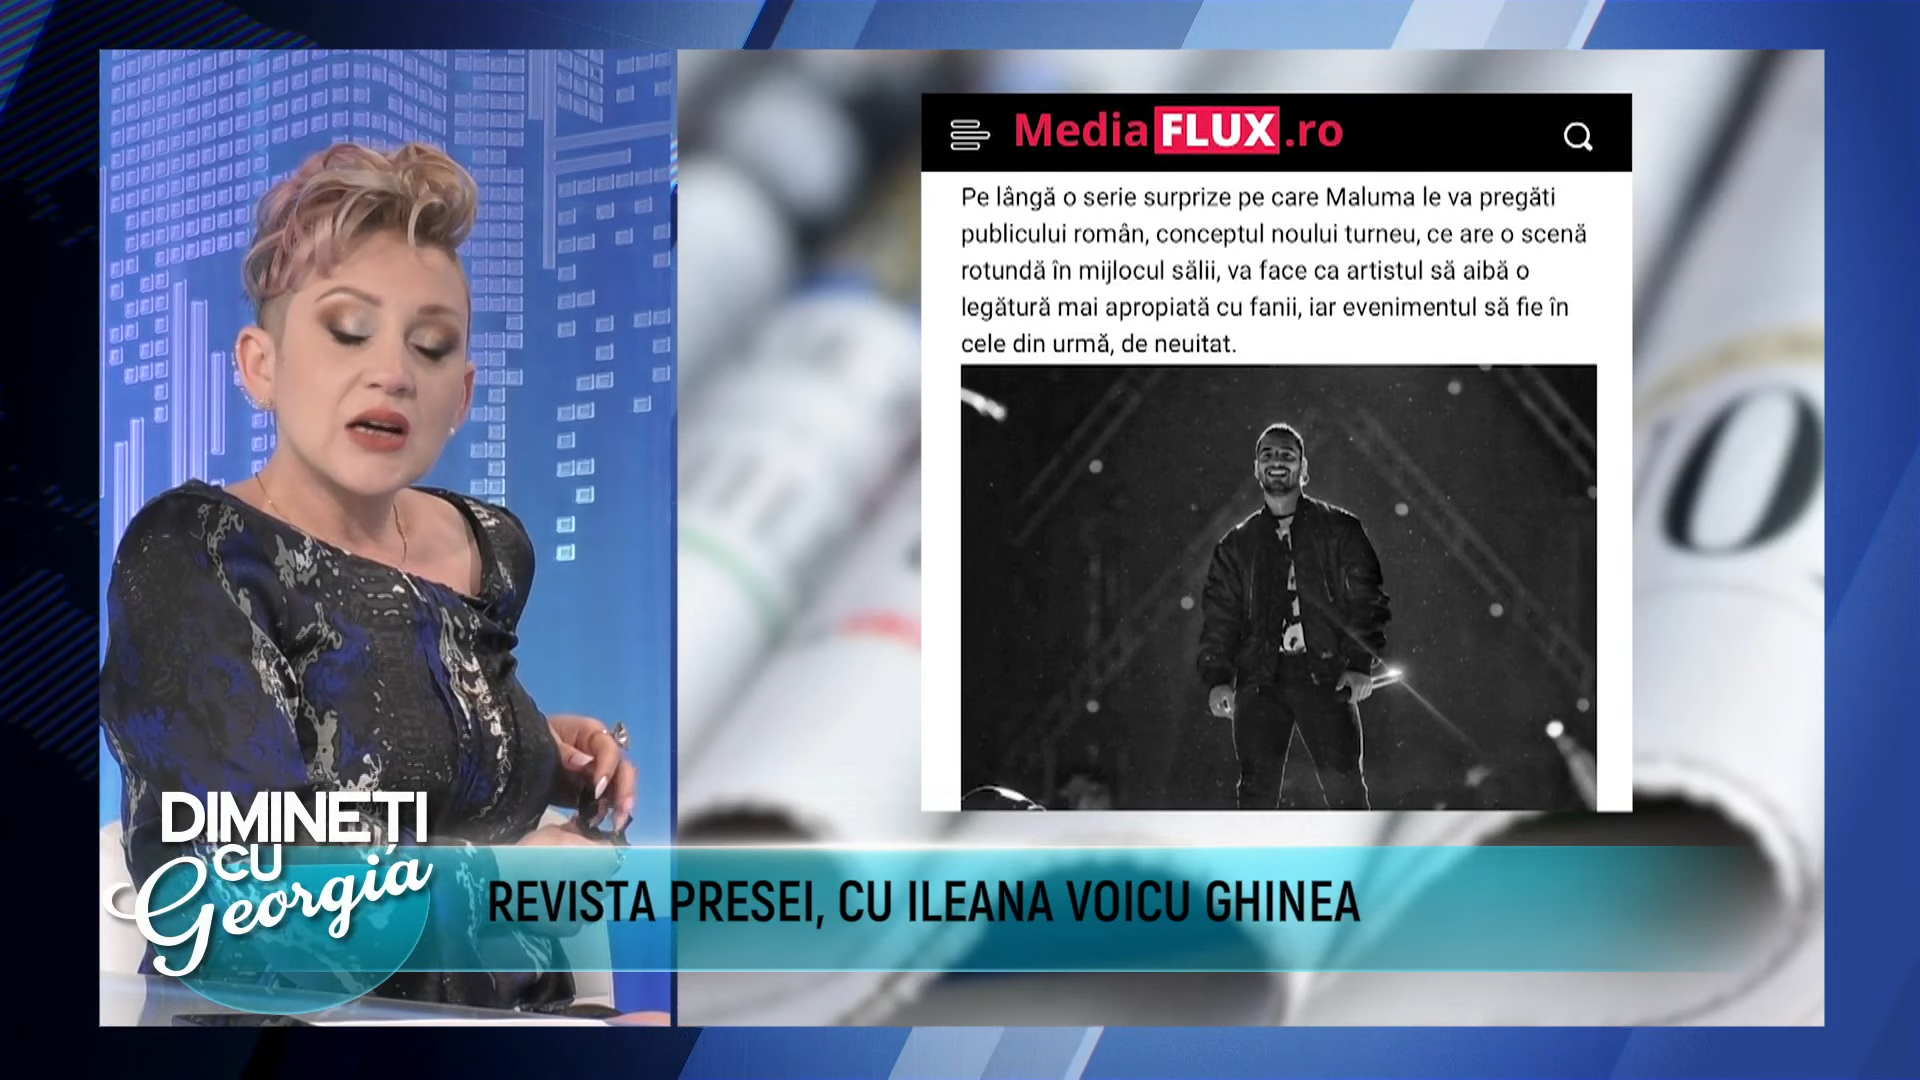 MediaFLUX.ro
Pe lângă o serie surprize pe care Maluma le va pregăti
publicului român, conceptul noului turneu, ce are o scenă
rotundă în mijlocul sălii, va face ca artistul să aibă o
legătură mai apropiată cu fanii, iar evenimentul să fie în
cele din urmă, de neuitat.
DIMINEȚI
CU
Georgia
REVISTA PRESEI, CU ILEANA VOICU GHINEA